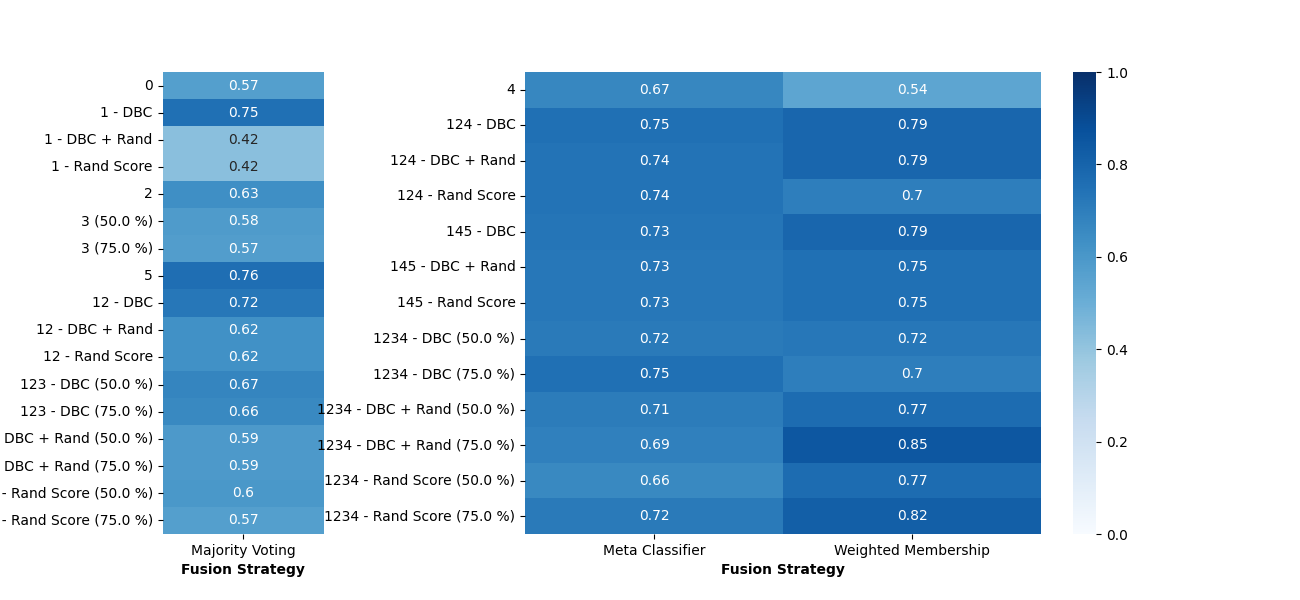 0 0.57
1 - DBC 0.75
1 - DBC + Rand 0.42
1 - Rand Score 0.42
2 0.63
3 (50.0 %) 0.58
3 (75.0 %) 0.57
5 0.76
12 - DBC 0.72
12 - DBC + Rand 0.62
12 - Rand Score 0.62
123 - DBC (50.0 %) 0.67
123 - DBC (75.0 %) 0.66
DBC + Rand (50.0 %) 0.59
DBC + Rand (75.0 %) 0.59
- Rand Score (50.0 %) 0.6
- Rand Score (75.0 %) 0.57
Majority Voting
Fusion Strategy
4 0.67 0.54
124 - DBC 0.75 0.79
124 - DBC + Rand 0.74 0.79
124 - Rand Score 0.74 0.7
145 - DBC 0.73 0.79
145 - DBC + Rand 0.73 0.75
145 - Rand Score 0.73 0.75
1234 - DBC (50.0 %) 0.72 0.72
1234 - DBC (75.0 %) 0.75 0.7
1234 - DBC + Rand (50.0 %) 0.71 0.77
1234 - DBC + Rand (75.0 %) 0.69 0.85
1234 - Rand Score (50.0 %) 0.66 0.77
1234 - Rand Score (75.0 %) 0.72 0.82
Meta Classifier Weighted Membership
Fusion Strategy
1.0
0.8
0.6
0.4
0.2
0.0